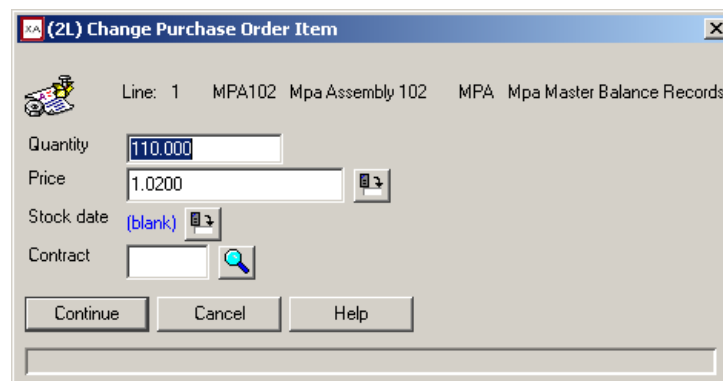 XA (2L) Change Purchase Order Item
Line: 1 MPA102 Mpa Assembly 102 MPA Mpa Master Balance Records
Quantity 110.000
Price 1.0200
Stock date (blank)
Contract
Continue Cancel Help